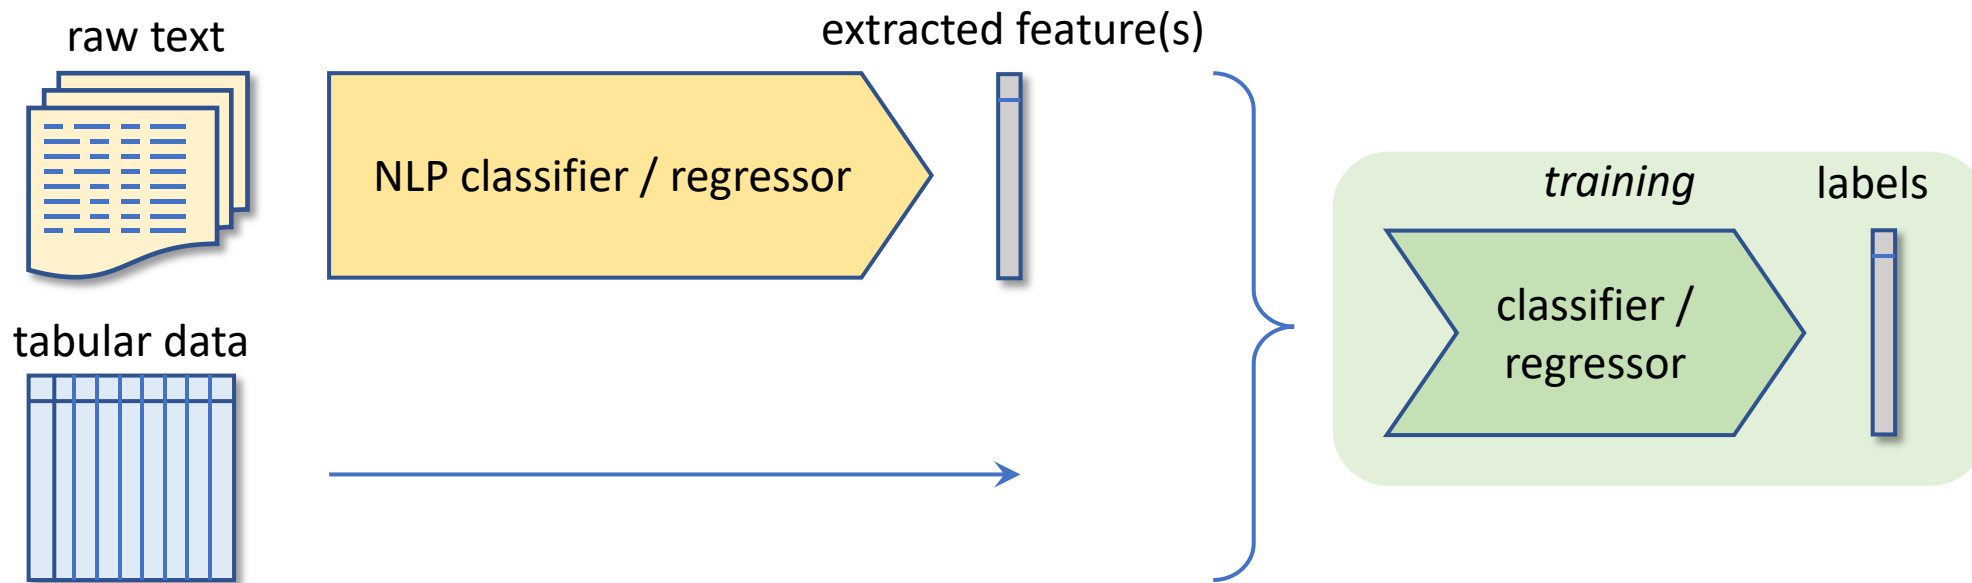 raw text
extracted feature(s)
NLP classifier / regressor
training
labels
classifier /
regressor
tabular data